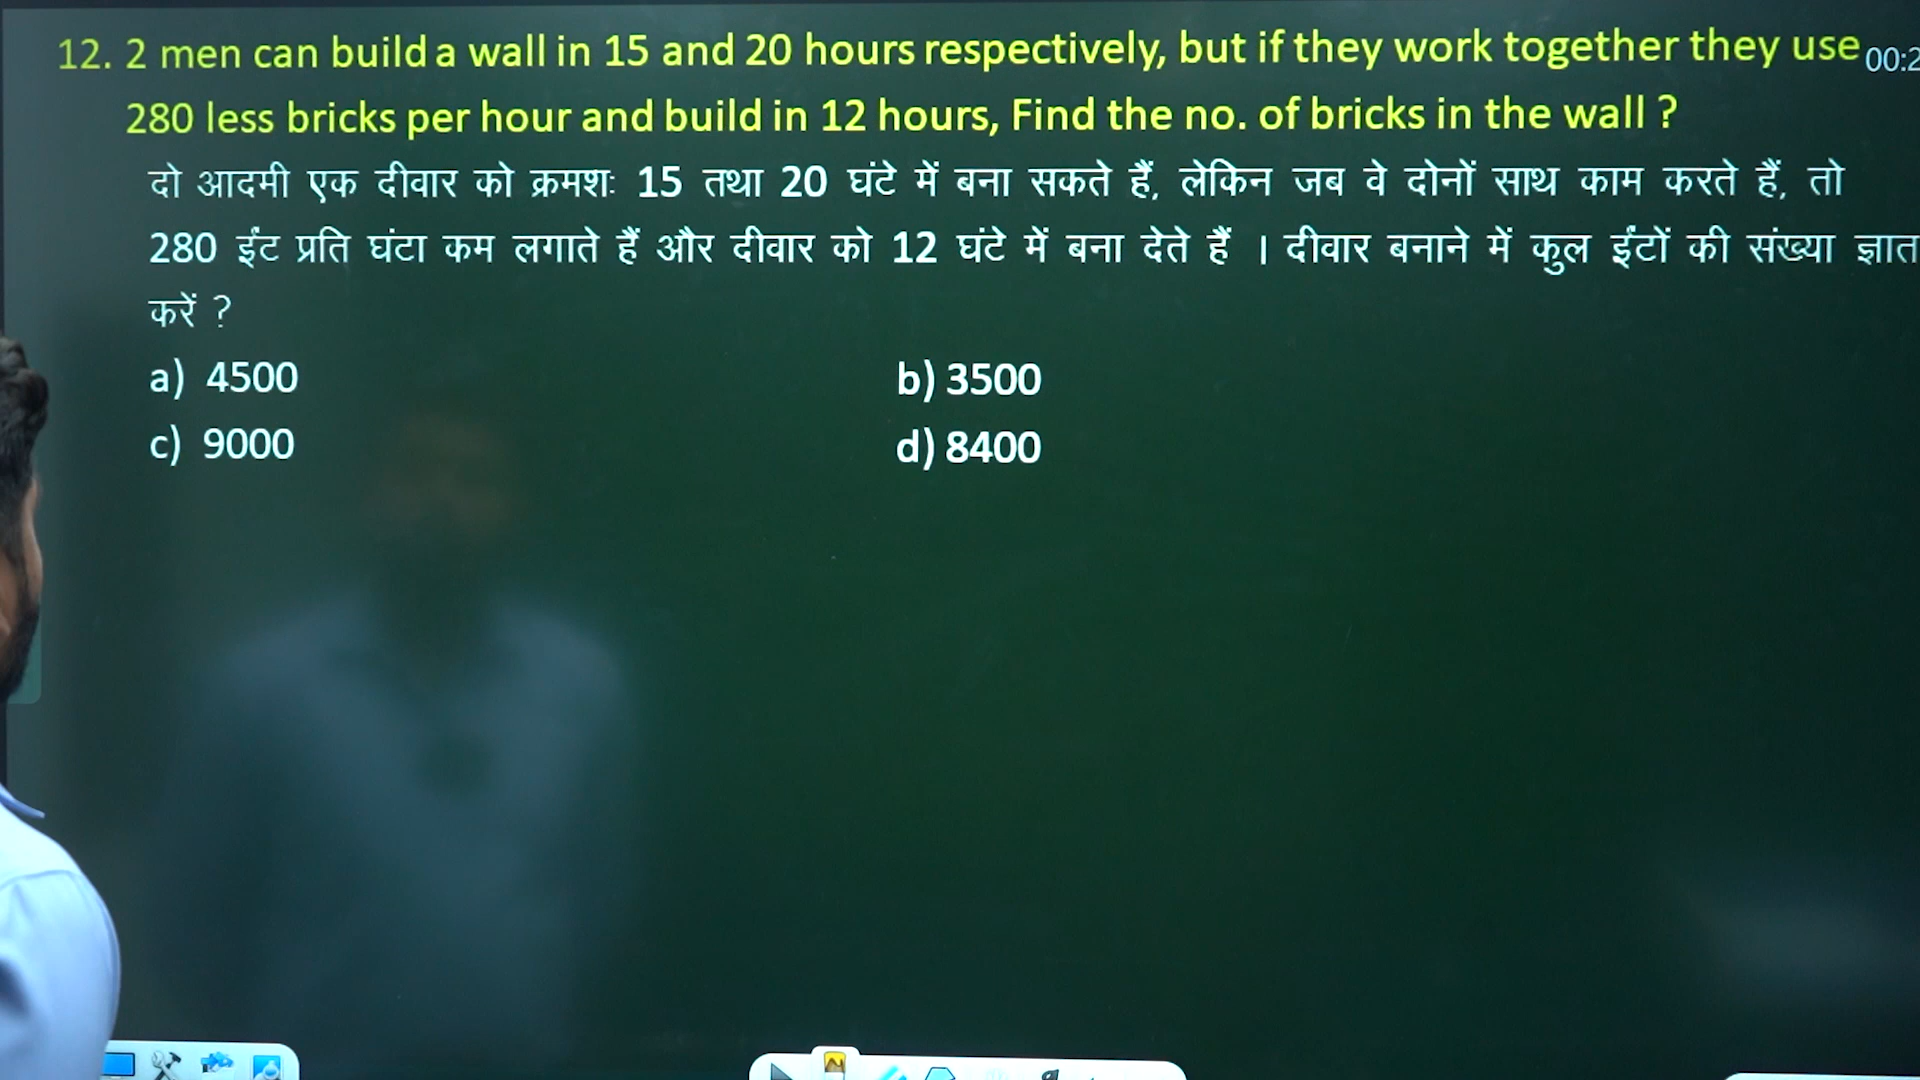 12. 2 men can build a wall in 15 and 20 hours respectively, but if they work together they use
00:2
280 less bricks per hour and build in 12 hours, Find the no. of bricks in the wall ?
दो आदमी एक दीवार को क्रमशः 15 तथा 20 घंटे में बना सकते हैं, लेकिन जब वे दोनों साथ काम करते हैं, तो
280 ईंट प्रति घंटा कम लगाते हैं और दीवार को 12 घंटे में बना देते हैं । दीवार बनाने में कुल ईंटों की संख्या ज्ञात
करें ?
a) 4500
b) 3500
c) 9000
d) 8400